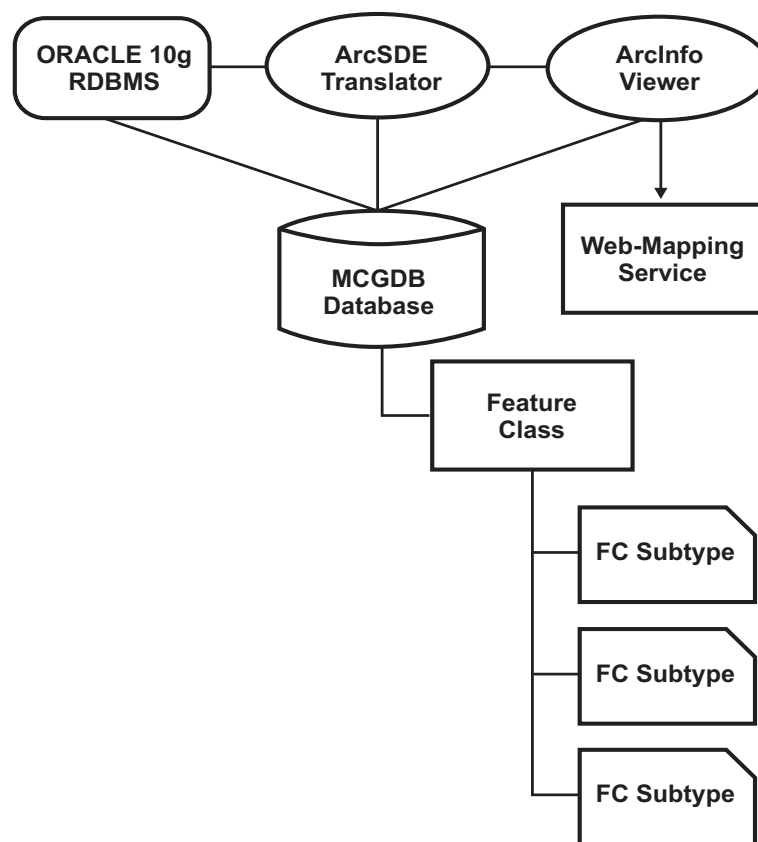 ORACLE 10g
RDBMS
ArcSDE
Translator
ArcInfo
Viewer
Web-Mapping
Service
MCGDB
Database
Feature
Class
FC Subtype
FC Subtype
FC Subtype